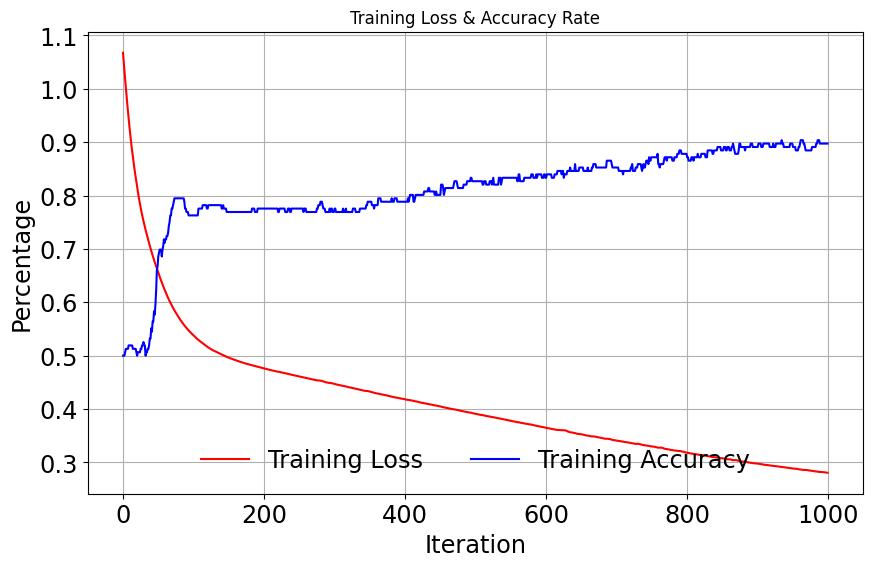 Training Loss & Accuracy Rate
1.1
1.0
0.9
0.8
0.7
0.6
0.5
0.4
0.3
Percentage
Training Loss Training Accuracy
0 200 400 600 800 1000
Iteration